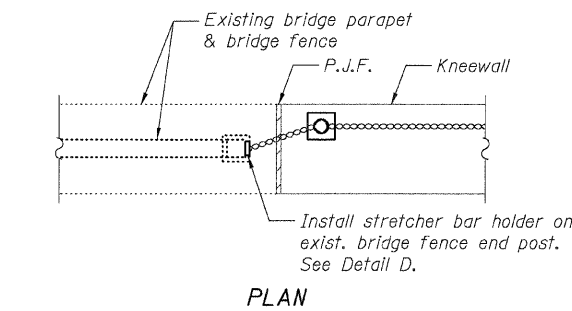 Existing bridge parapet
& bridge fence
P.J.F.
Kneewall
Install stretcher bar holder on
exist. bridge fence end post.
See Detail D.
PLAN